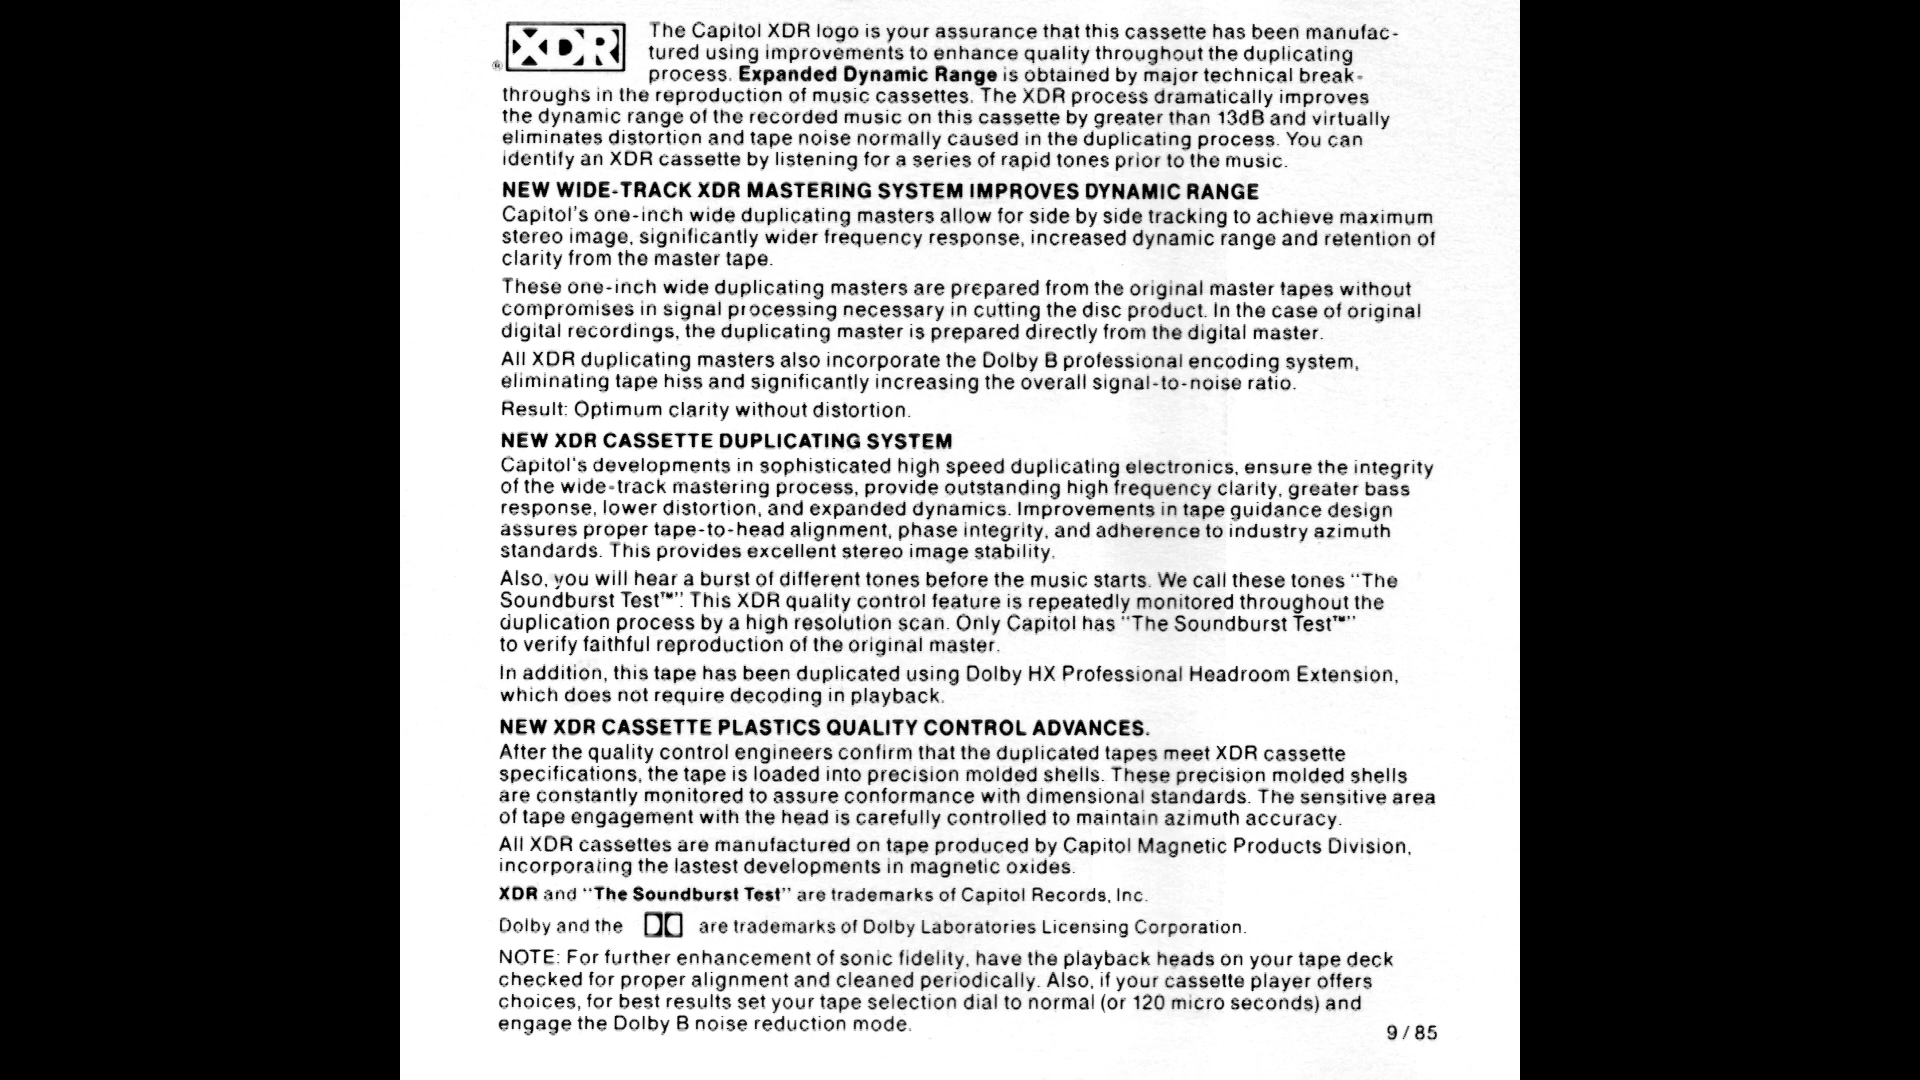 XDR
®
The Capitol XDR logo is your assurance that this cassette has been manufac-
tured using improvements to enhance quality throughout the duplicating
process. Expanded Dynamic Range is obtained by major technical break-
throughs in the reproduction of music cassettes. The XDR process dramatically improves
the dynamic range of the recorded music on this cassette by greater than 13dB and virtually
eliminates distortion and tape noise normally caused in the duplicating process. You can
identify an XDR cassette by listening for a series of rapid tones prior to the music.
NEW WIDE-TRACK XDR MASTERING SYSTEM IMPROVES DYNAMIC RANGE
Capitol's one-inch wide duplicating masters allow for side by side tracking to achieve maximum
stereo image, significantly wider frequency response, increased dynamic range and retention of
clarity from the master tape.
These one-inch wide duplicating masters are prepared from the original master tapes without
compromises in signal processing necessary in cutting the disc product. In the case of original
digital recordings, the duplicating master is prepared directly from the digital master.
All XDR duplicating masters also incorporate the Dolby B professional encoding system,
eliminating tape hiss and significantly increasing the overall signal-to-noise ratio.
Result: Optimum clarity without distortion.
NEW XDR CASSETTE DUPLICATING SYSTEM
Capitol's developments in sophisticated high speed duplicating electronics, ensure the integrity
of the wide-track mastering process, provide outstanding high frequency clarity, greater bass
response, lower distortion, and expanded dynamics. Improvements in tape guidance design
assures proper tape-to-head alignment, phase integrity, and adherence to industry azimuth
standards. This provides excellent stereo image stability.
Also, you will hear a burst of different tones before the music starts. We call these tones "The
Soundburst Test™". This XDR quality control feature is repeatedly monitored throughout the
duplication process by a high resolution scan. Only Capitol has "The Soundburst Test™"
to verify faithful reproduction of the original master.
In addition, this tape has been duplicated using Dolby HX Professional Headroom Extension,
which does not require decoding in playback.
NEW XDR CASSETTE PLASTICS QUALITY CONTROL ADVANCES.
After the quality control engineers confirm that the duplicated tapes meet XDR cassette
specifications, the tape is loaded into precision molded shells. These precision molded shells
are constantly monitored to assure conformance with dimensional standards. The sensitive area
of tape engagement with the head is carefully controlled to maintain azimuth accuracy.
All XDR cassettes are manufactured on tape produced by Capitol Magnetic Products Division,
incorporating the lastest developments in magnetic oxides.
XDR and "The Soundburst Test" are trademarks of Capitol Records, Inc.
Dolby and the are trademarks of Dolby Laboratories Licensing Corporation.
NOTE: For further enhancement of sonic fidelity, have the playback heads on your tape deck
checked for proper alignment and cleaned periodically. Also, if your cassette player offers
choices, for best results set your tape selection dial to normal (or 120 micro seconds) and
engage the Dolby B noise reduction mode.
9/85